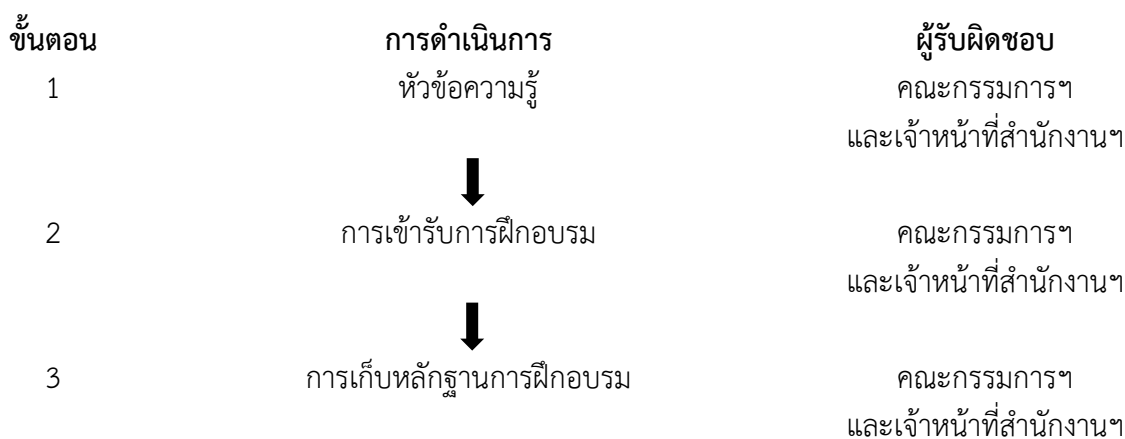 ขั้นตอน การดำเนินการ ผู้รับผิดชอบ
1 หัวข้อความรู้ คณะกรรมการฯ
และเจ้าหน้าที่สำนักงานฯ
2 การเข้ารับการฝึกอบรม คณะกรรมการฯ
และเจ้าหน้าที่สำนักงานฯ
3 การเก็บหลักฐานการฝึกอบรม คณะกรรมการฯ
และเจ้าหน้าที่สำนักงานฯ